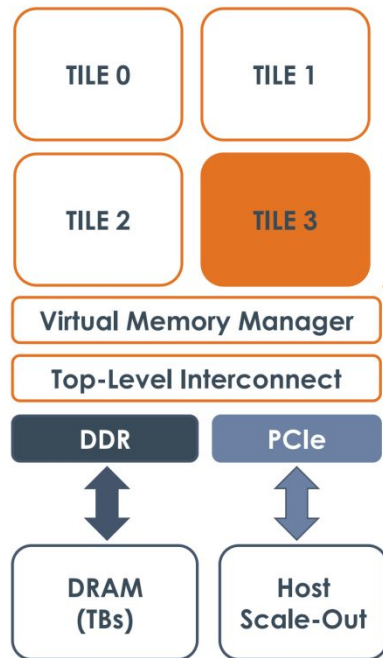 TILE 0
TILE 1
TILE 2
TILE 3
Virtual Memory Manager
Top-Level Interconnect
DDR
PCIe
DRAM
(TBs)
Host
Scale-Out